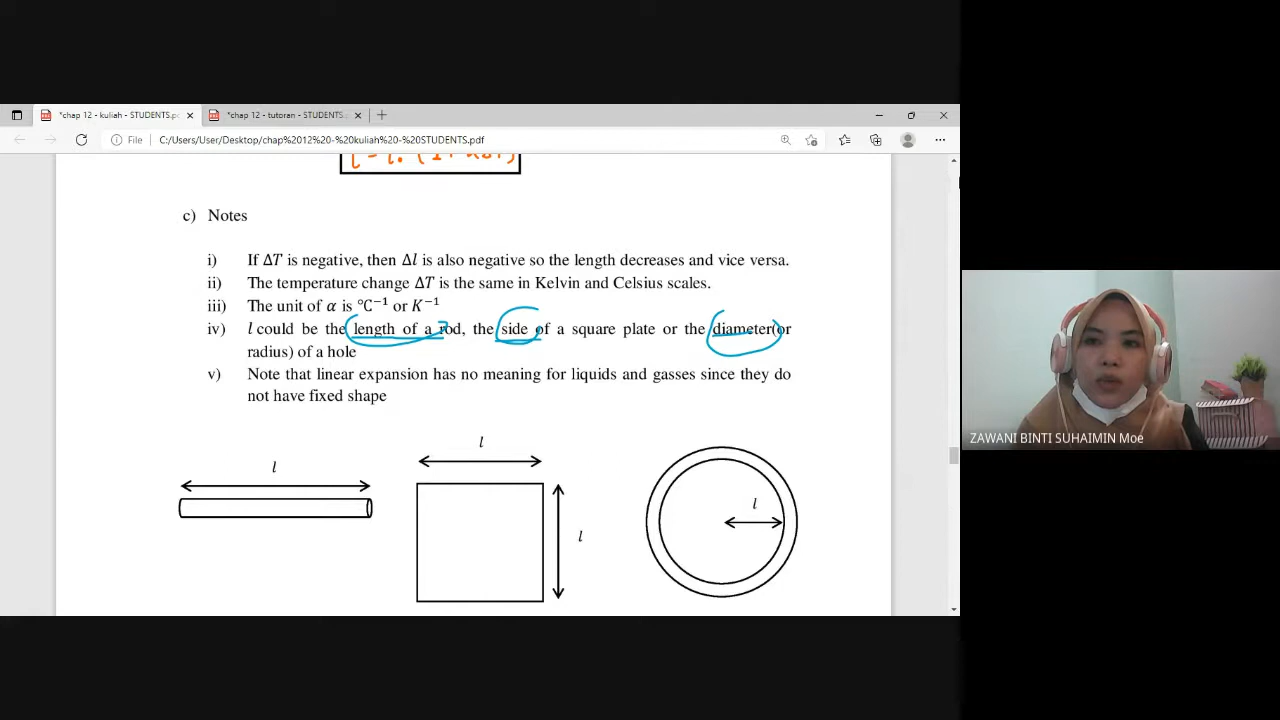 *chap 12 - kuliah - STUDENTS.pd
*chap 12 - tutoran - STUDENTS.
File C:/Users/User/Desktop/chap%2012%20-%20kuliah%20-%20STUDENTS.pdf
c) Notes
i) If ΔT is negative, then Δl is also negative so the length decreases and vice versa.
ii) The temperature change ΔT is the same in Kelvin and Celsius scales.
iii) The unit of α is ℃⁻¹ or K⁻¹
iv) l could be the length of a rod, the side of a square plate or the diameter(or
radius) of a hole
v) Note that linear expansion has no meaning for liquids and gasses since they do
not have fixed shape
l
l
l
l
ZAWANI BINTI SUHAIMIN Moe